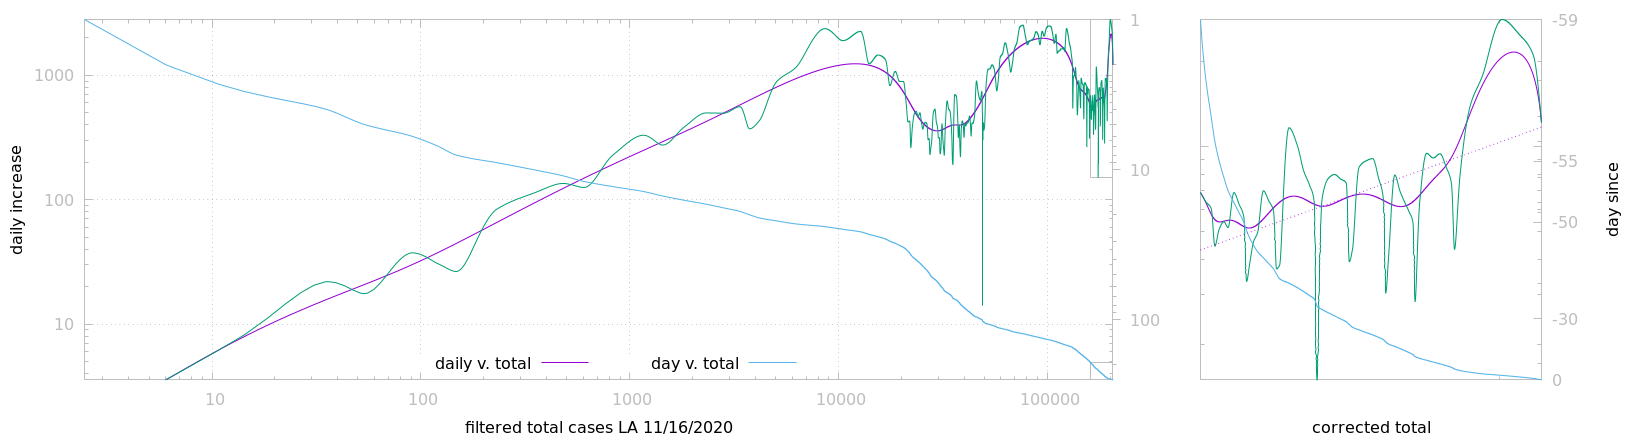 daily increase
1000
100
10
10
100
1000
10000
100000
1
10
100
daily v. total
day v. total
filtered total cases LA 11/16/2020
-59
-55
-50
-30
0
day since
corrected total